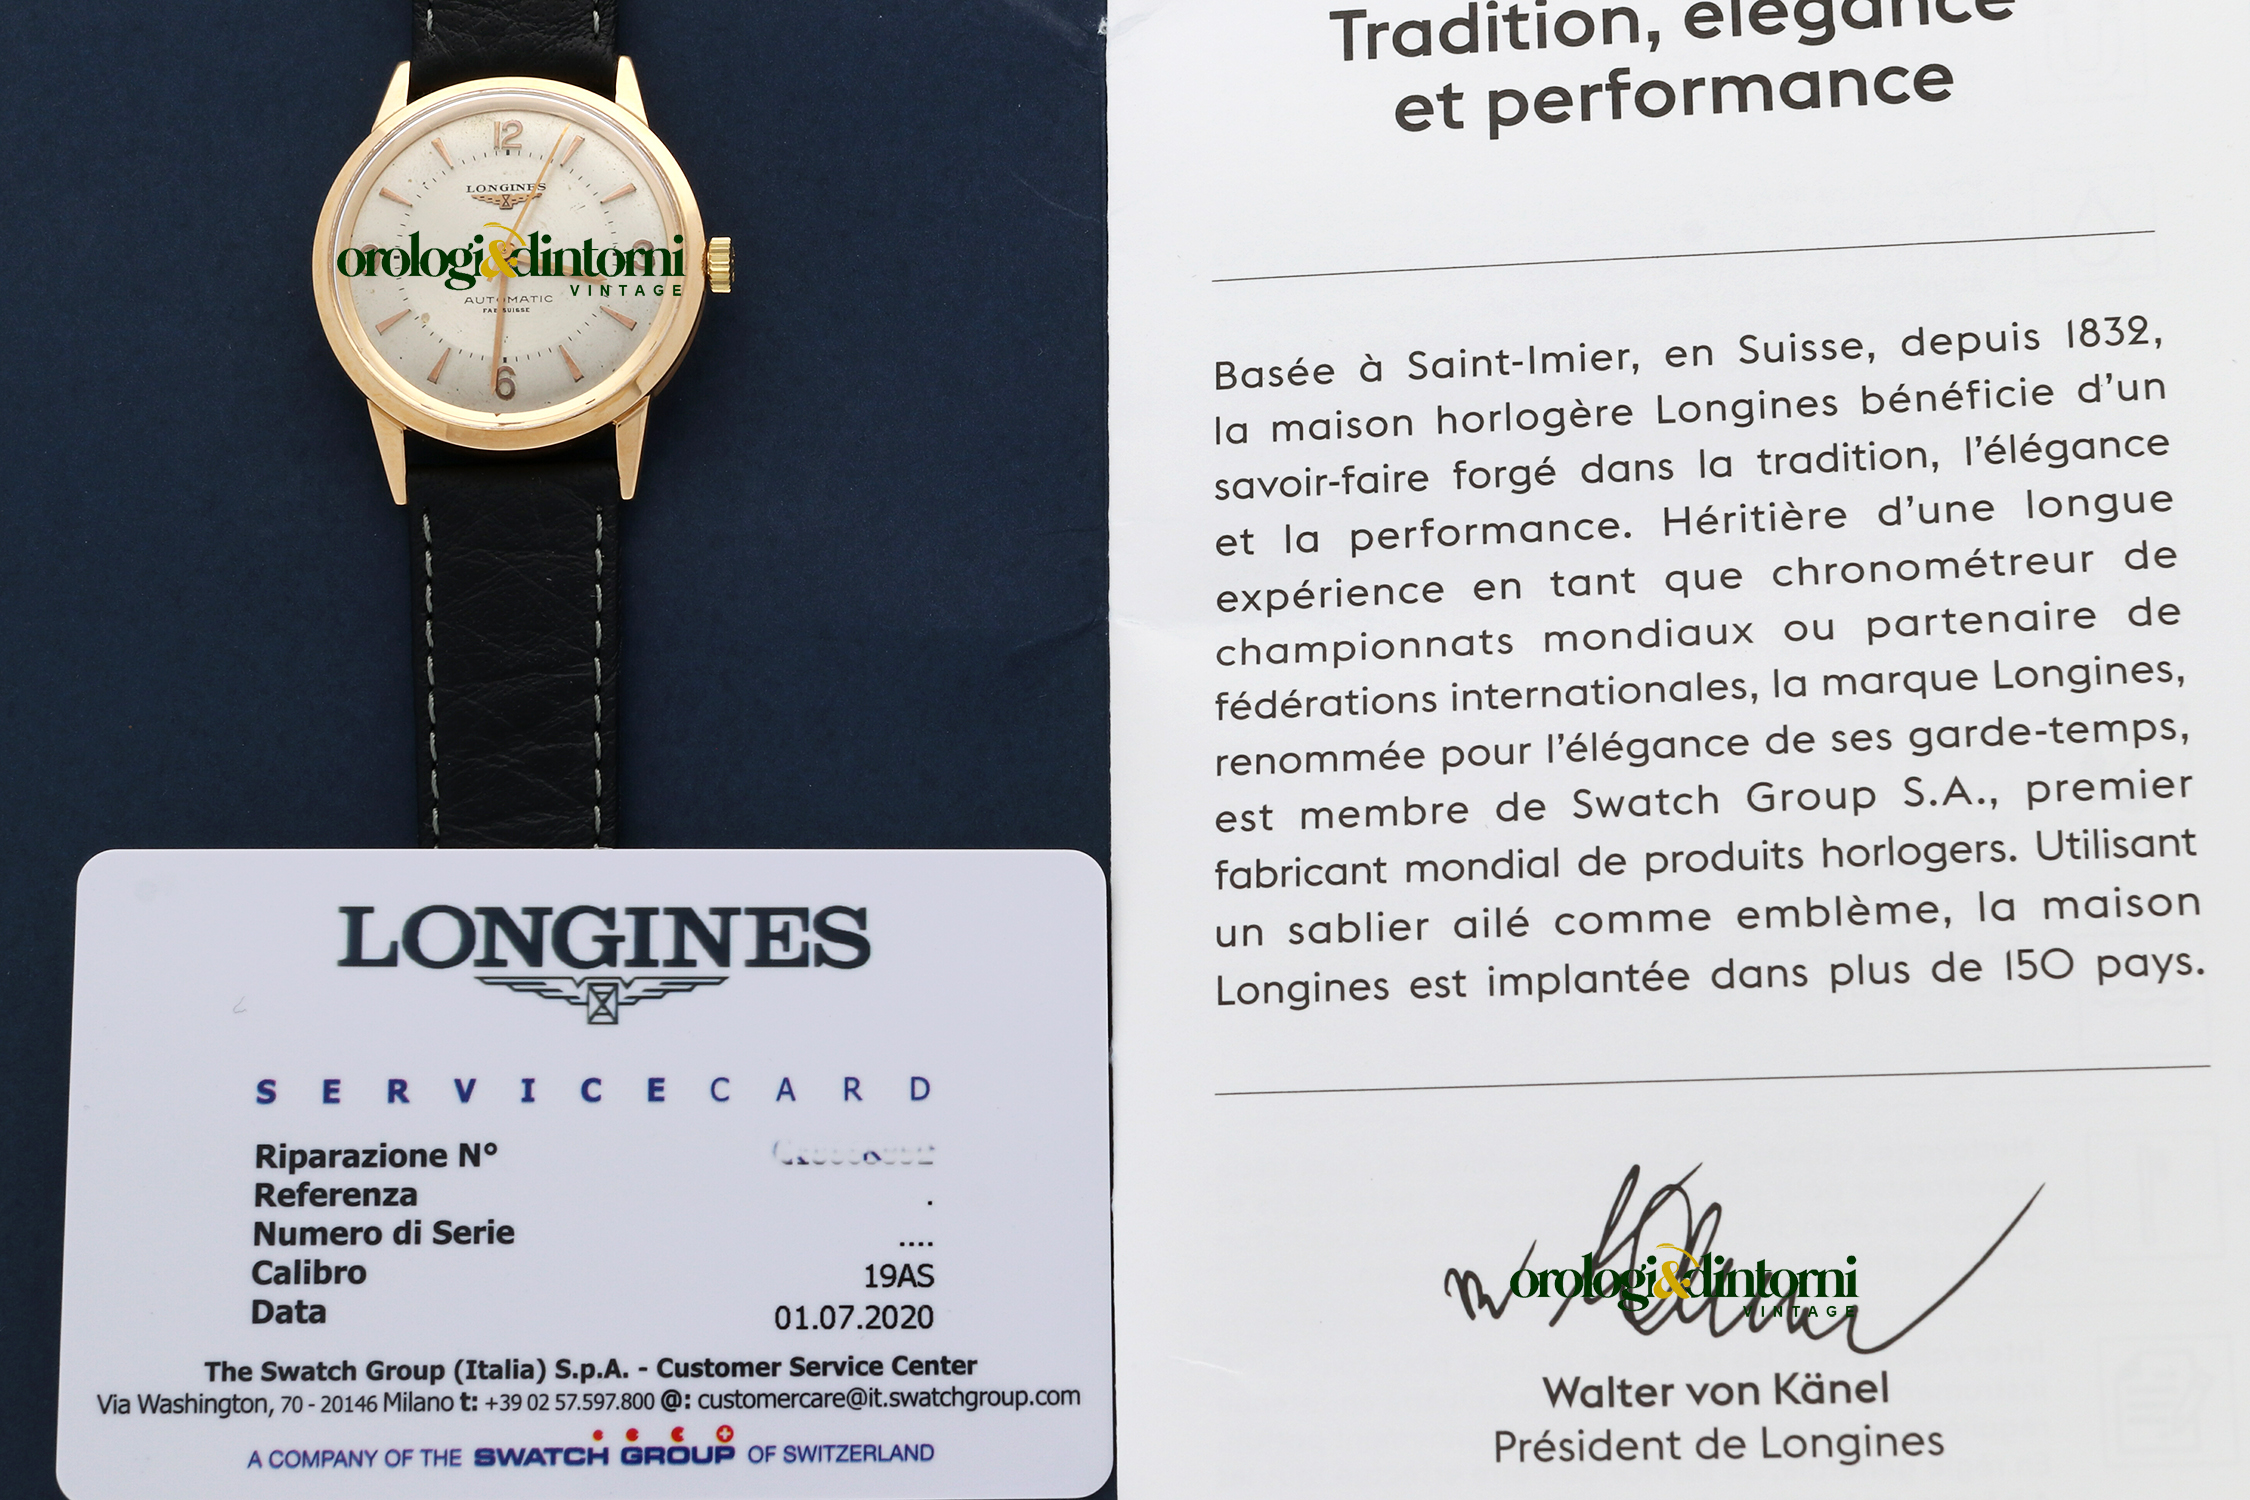 12
LONGINES
orologi&dintorni
VINTAGE
AUTOMATIC
FAB. SUISSE
6
LONGINES
SERVICECARD
Riparazione N°
Referenza .
Numero di Serie ....
Calibro 19AS
Data 01.07.2020
The Swatch Group (Italia) S.p.A. - Customer Service Center
Via Washington, 70 - 20146 Milano t: +39 02 57.597.800 @: customercare@it.swatchgroup.com
A COMPANY OF THE SWATCH GROUP OF SWITZERLAND
Tradition, élégance
et performance
Basée à Saint-Imier, en Suisse, depuis 1832,
la maison horlogère Longines bénéficie d'un
savoir-faire forgé dans la tradition, l'élégance
et la performance. Héritière d'une longue
expérience en tant que chronométreur de
championnats mondiaux ou partenaire de
fédérations internationales, la marque Longines,
renommée pour l'élégance de ses garde-temps,
est membre de Swatch Group S.A., premier
fabricant mondial de produits horlogers. Utilisant
un sablier ailé comme emblème, la maison
Longines est implantée dans plus de 150 pays.
orologi&dintorni
VINTAGE
Walter von Känel
Président de Longines